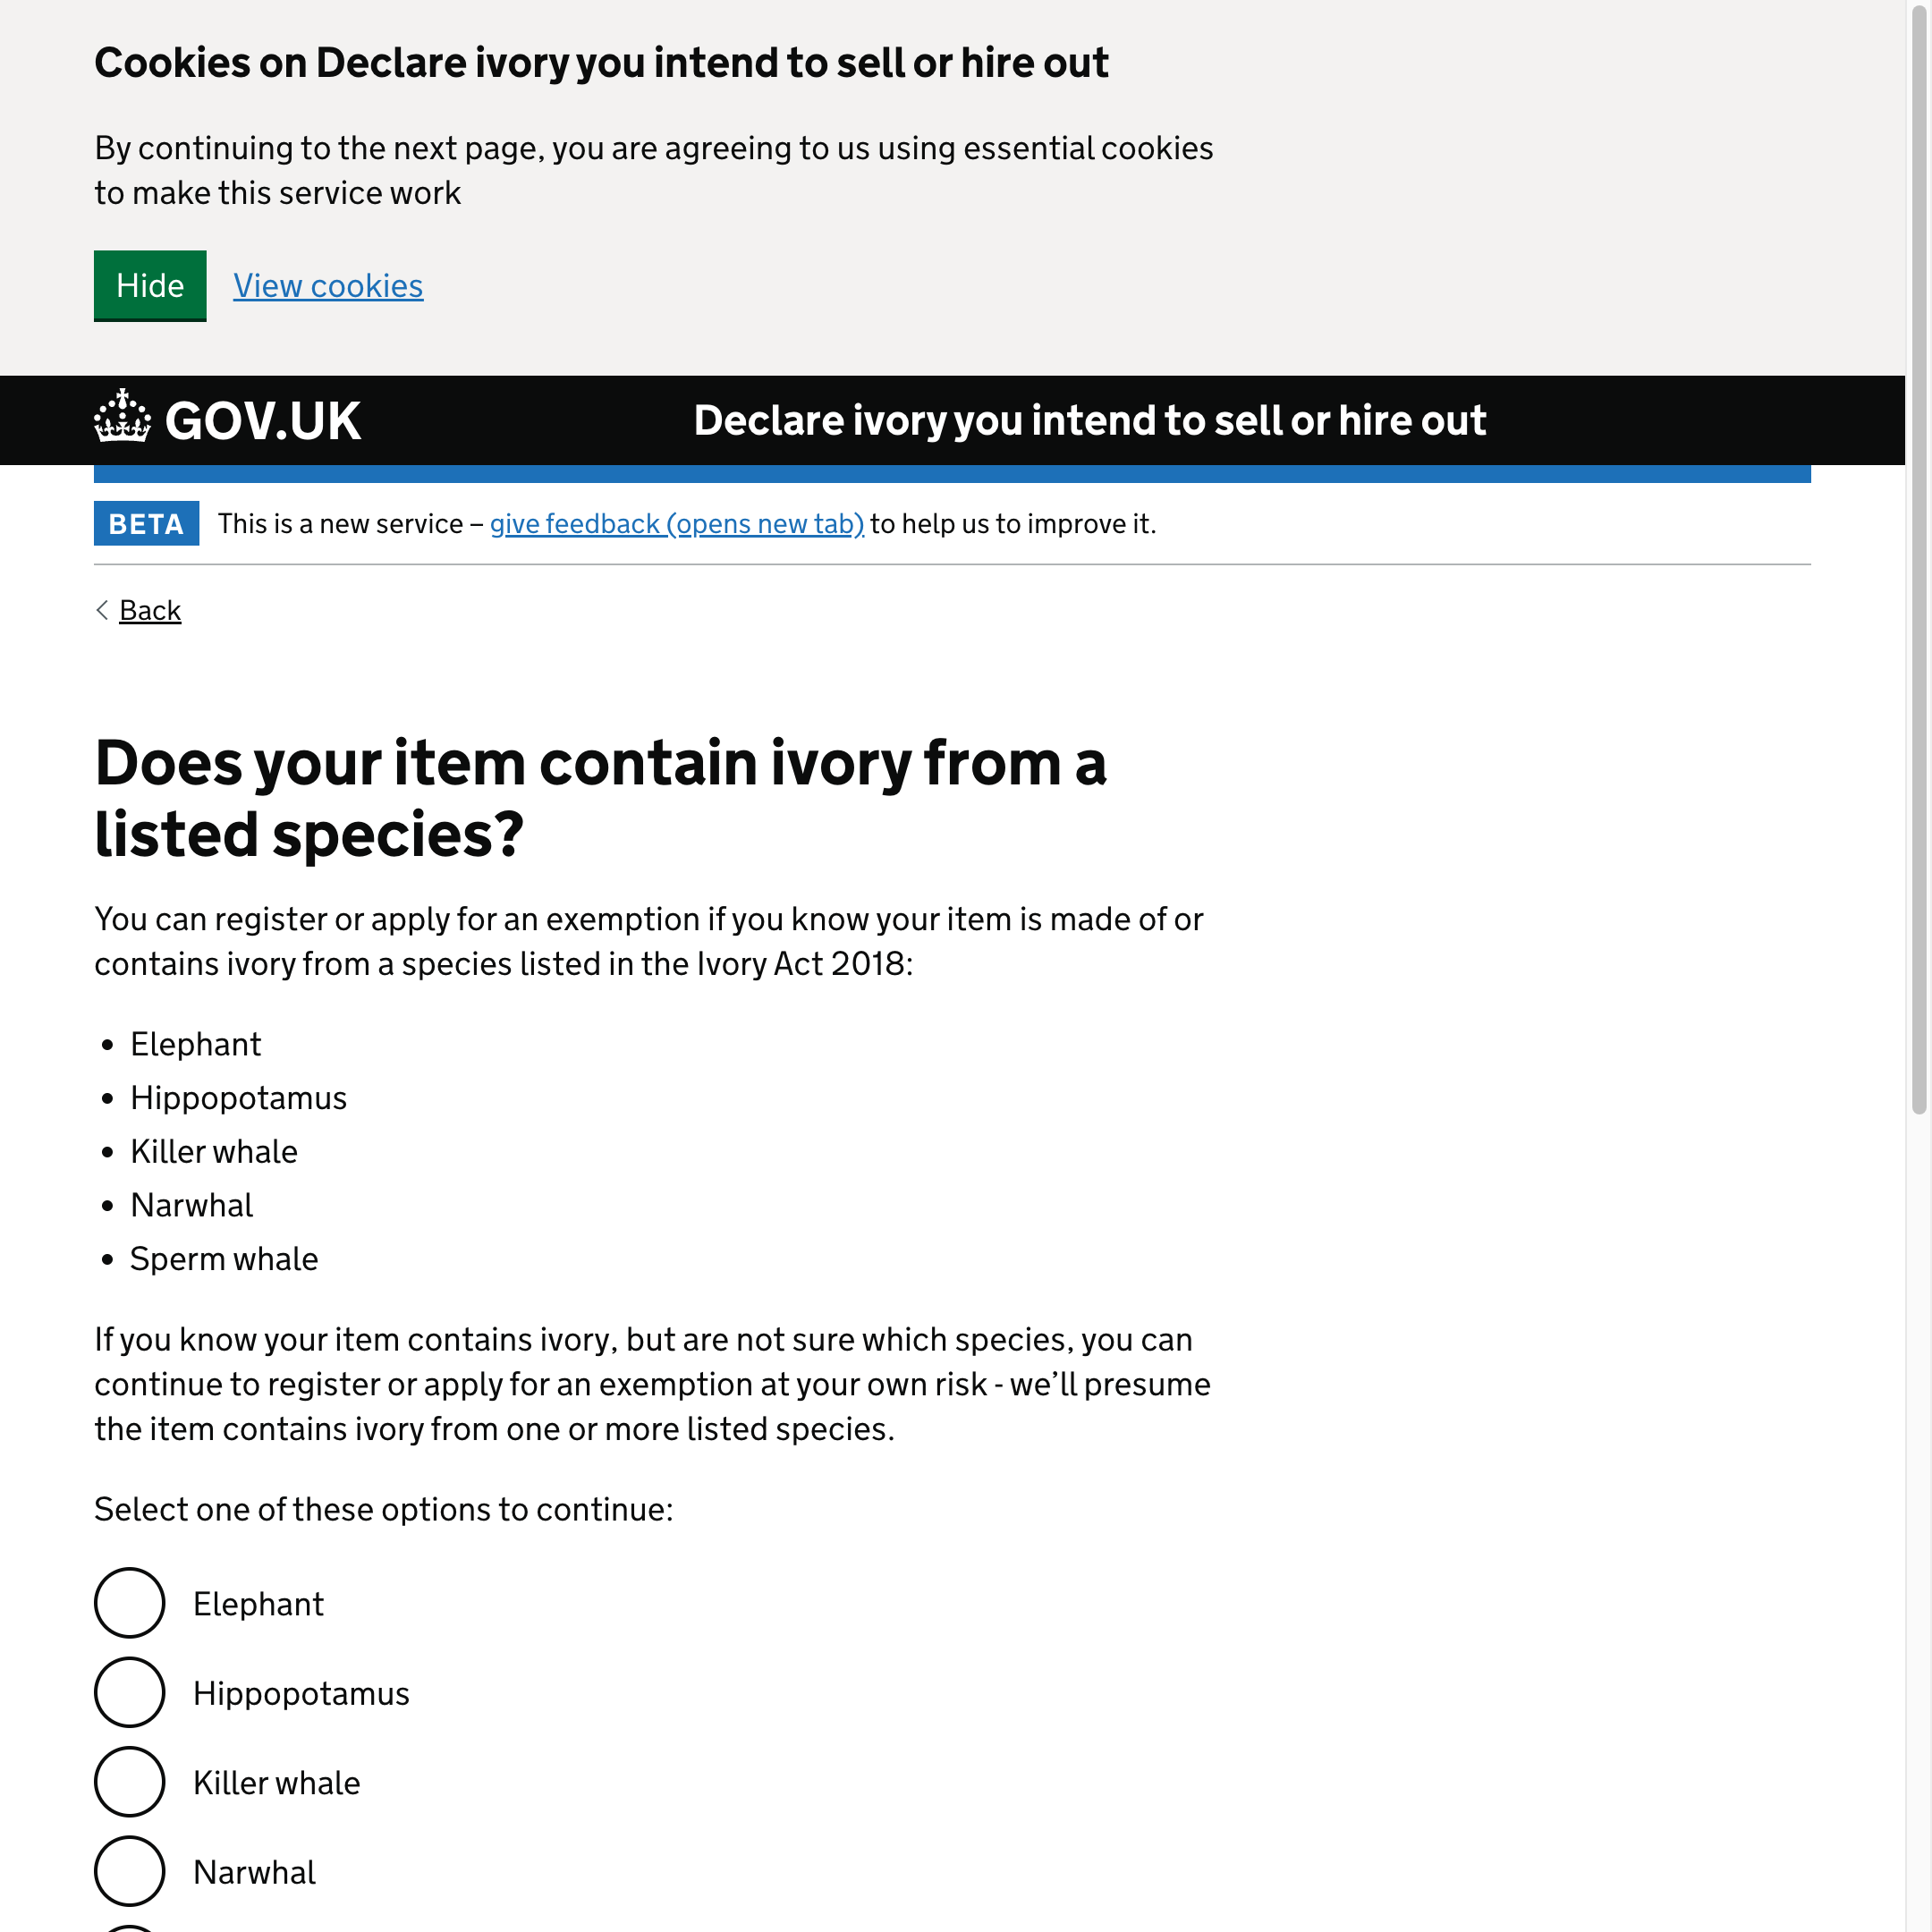 Cookies on Declare ivory you intend to sell or hire out
By continuing to the next page, you are agreeing to us using essential cookies
to make this service work
Hide View cookies
GOV.UK Declare ivory you intend to sell or hire out
BETA This is a new service – give feedback (opens new tab) to help us to improve it.
Back
Does your item contain ivory from a
listed species?
You can register or apply for an exemption if you know your item is made of or
contains ivory from a species listed in the Ivory Act 2018:
• Elephant
• Hippopotamus
• Killer whale
• Narwhal
• Sperm whale
If you know your item contains ivory, but are not sure which species, you can
continue to register or apply for an exemption at your own risk - we’ll presume
the item contains ivory from one or more listed species.
Select one of these options to continue:
Elephant
Hippopotamus
Killer whale
Narwhal